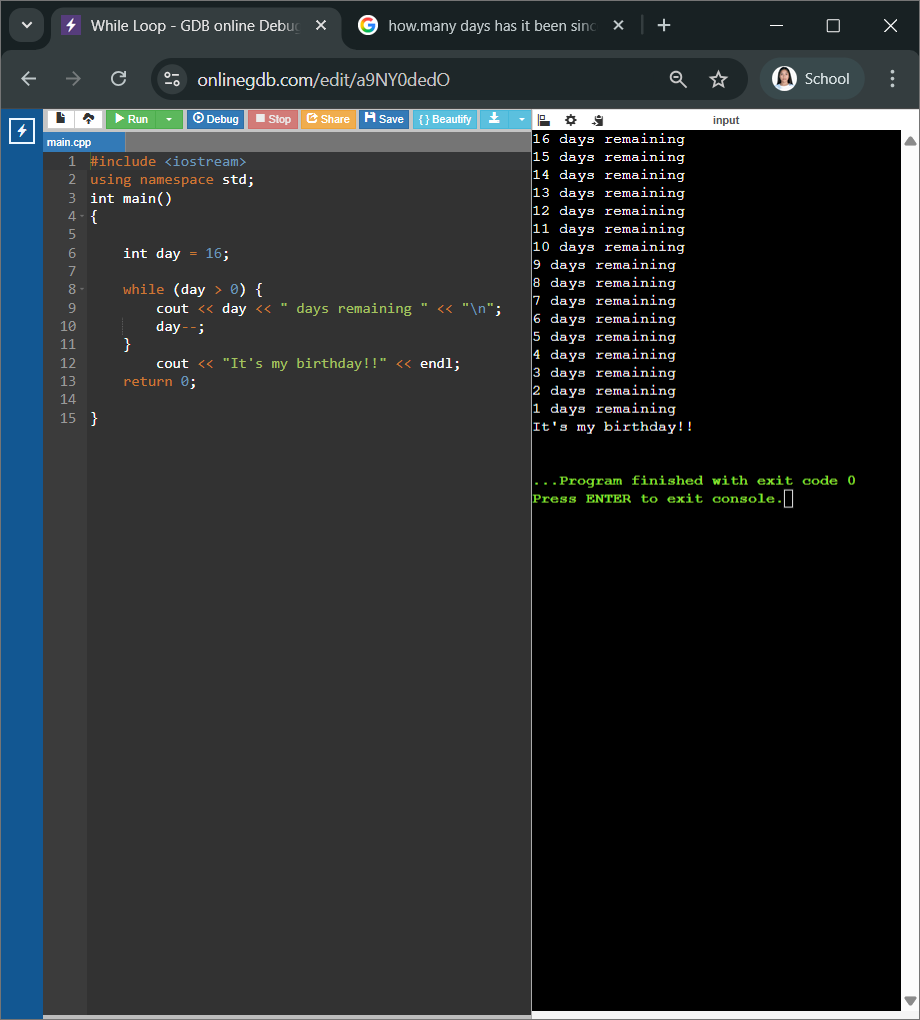 While Loop - GDB online Debug
how.many days has it been sinc
onlinegdb.com/edit/a9NY0dedO
School
Run
Debug
Stop
Share
Save
{ } Beautify
input
main.cpp
1 #include <iostream>
2 using namespace std;
3 int main()
4 {
5
6 int day = 16;
7
8 while (day > 0) {
9 cout << day << " days remaining " << "\n";
10 day--;
11 }
12 cout << "It's my birthday!!" << endl;
13 return 0;
14
15 }
16 days remaining
15 days remaining
14 days remaining
13 days remaining
12 days remaining
11 days remaining
10 days remaining
9 days remaining
8 days remaining
7 days remaining
6 days remaining
5 days remaining
4 days remaining
3 days remaining
2 days remaining
1 days remaining
It's my birthday!!
...Program finished with exit code 0
Press ENTER to exit console.